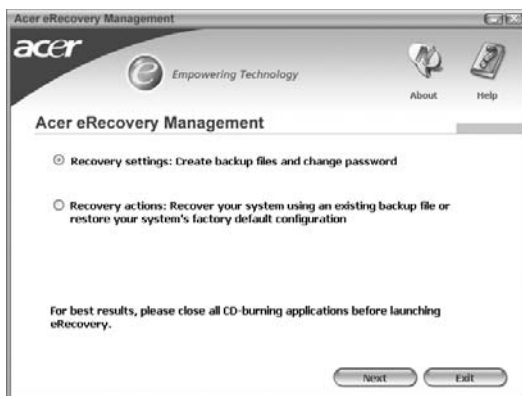 Acer eRecovery Management
acer
e Empowering Technology
About Help
Acer eRecovery Management
Recovery settings: Create backup files and change password
Recovery actions: Recover your system using an existing backup file or
restore your system's factory default configuration
For best results, please close all CD-burning applications before launching
eRecovery.
Next Exit